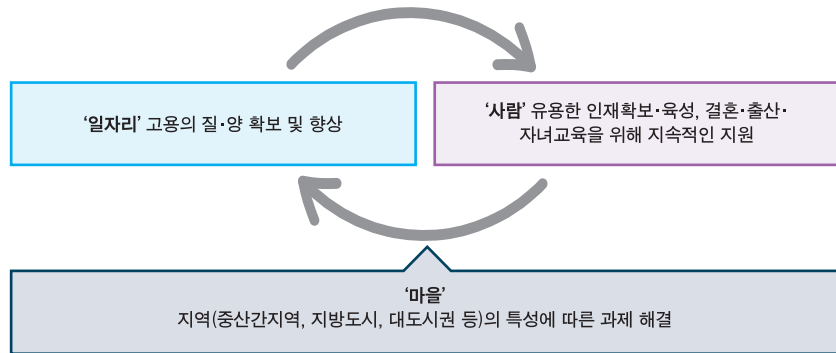 ‘일자리’ 고용의 질·양 확보 및 향상
‘사람’ 유용한 인재확보·육성, 결혼·출산·
자녀교육을 위해 지속적인 지원
‘마을’
지역(중산간지역, 지방도시, 대도시권 등)의 특성에 따른 과제 해결